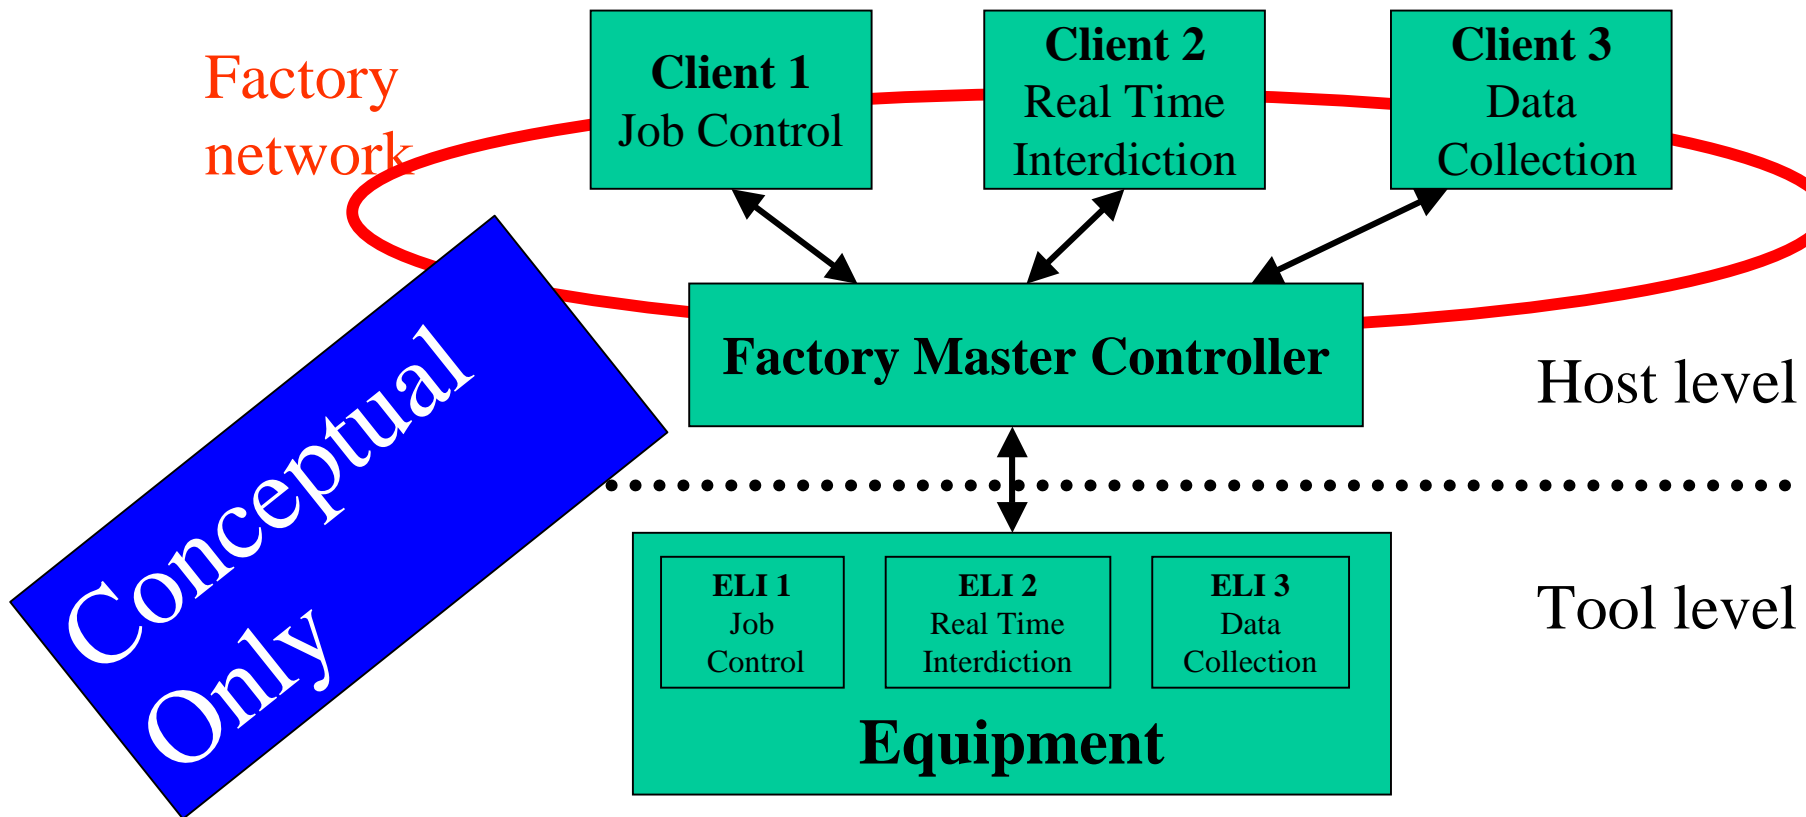 Factory
network
Client 1
Job Control
Client 2
Real Time
Interdiction
Client 3
Data
Collection
Factory Master Controller
Host level
Conceptual
Only
ELI 1
Job
Control
ELI 2
Real Time
Interdiction
ELI 3
Data
Collection
Equipment
Tool level